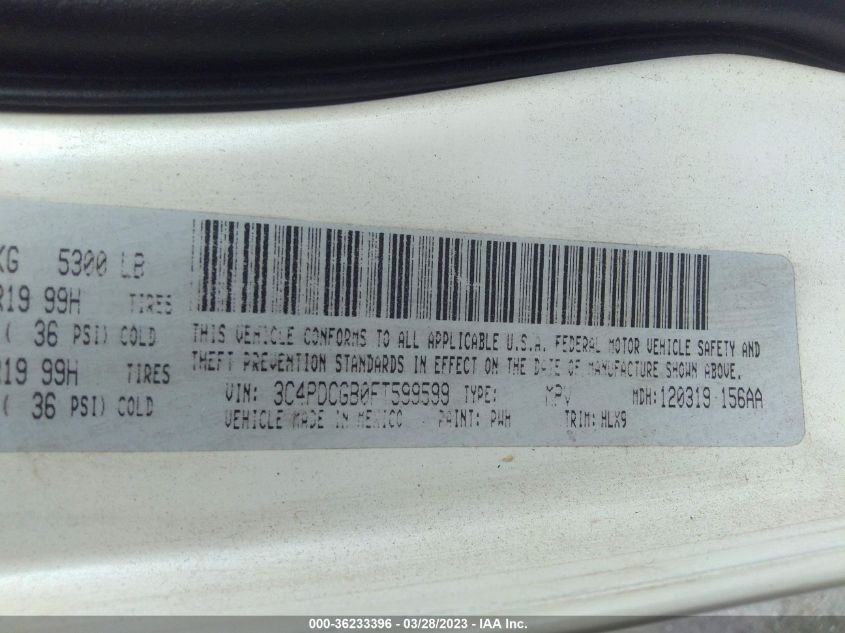 KG 5300 LB
R19 99H TIRES
( 36 PSI) COLD
R19 99H TIRES
( 36 PSI) COLD
THIS VEHICLE CONFORMS TO ALL APPLICABLE U.S.A. FEDERAL MOTOR VEHICLE SAFETY AND
THEFT PREVENTION STANDARDS IN EFFECT ON THE DATE OF MANUFACTURE SHOWN ABOVE.
VIN: 3C4PDCGB0FT599599 TYPE: MPV MDH:120319 156AA
VEHICLE MADE IN MEXICO PAINT: PWH TRIM: HLX9
000-36233396 - 03/28/2023 - IAA Inc.